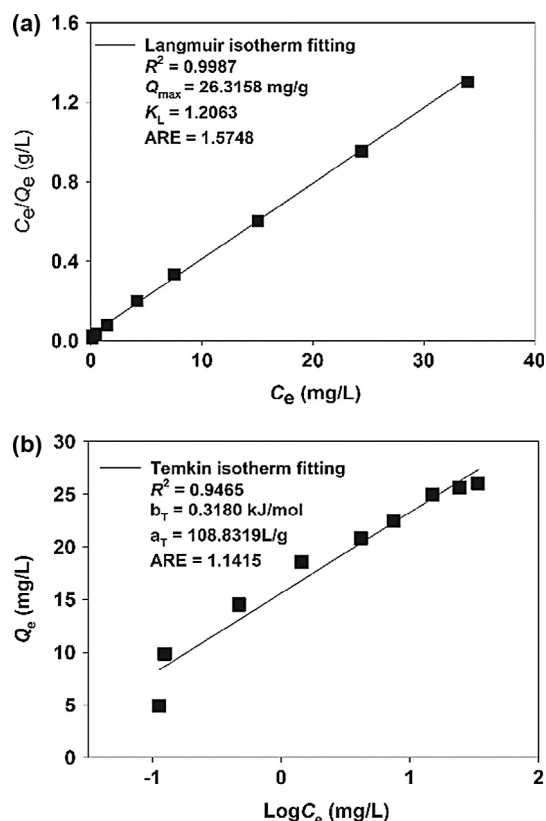 (a)
1.6
1.2
0.8
0.4
0.0
Cₑ/Qₑ (g/L)
Langmuir isotherm fitting
R² = 0.9987
Qₘₐₓ = 26.3158 mg/g
K_L = 1.2063
ARE = 1.5748
0 10 20 30 40
Cₑ (mg/L)
(b)
30
25
20
15
10
5
0
Qₑ (mg/L)
Temkin isotherm fitting
R² = 0.9465
b_T = 0.3180 kJ/mol
a_T = 108.8319L/g
ARE = 1.1415
-1 0 1 2
LogCₑ (mg/L)